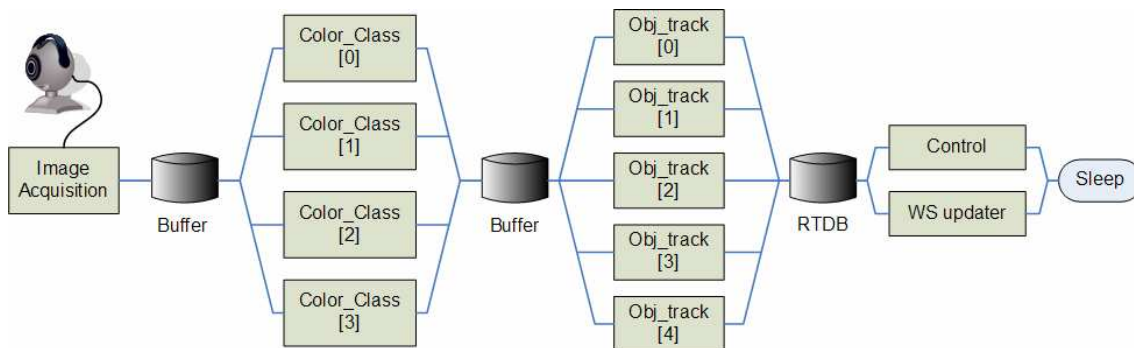 Image
Acquisition
Buffer
Color_Class
[0]
Color_Class
[1]
Color_Class
[2]
Color_Class
[3]
Buffer
Obj_track
[0]
Obj_track
[1]
Obj_track
[2]
Obj_track
[3]
Obj_track
[4]
RTDB
Control
WS updater
Sleep